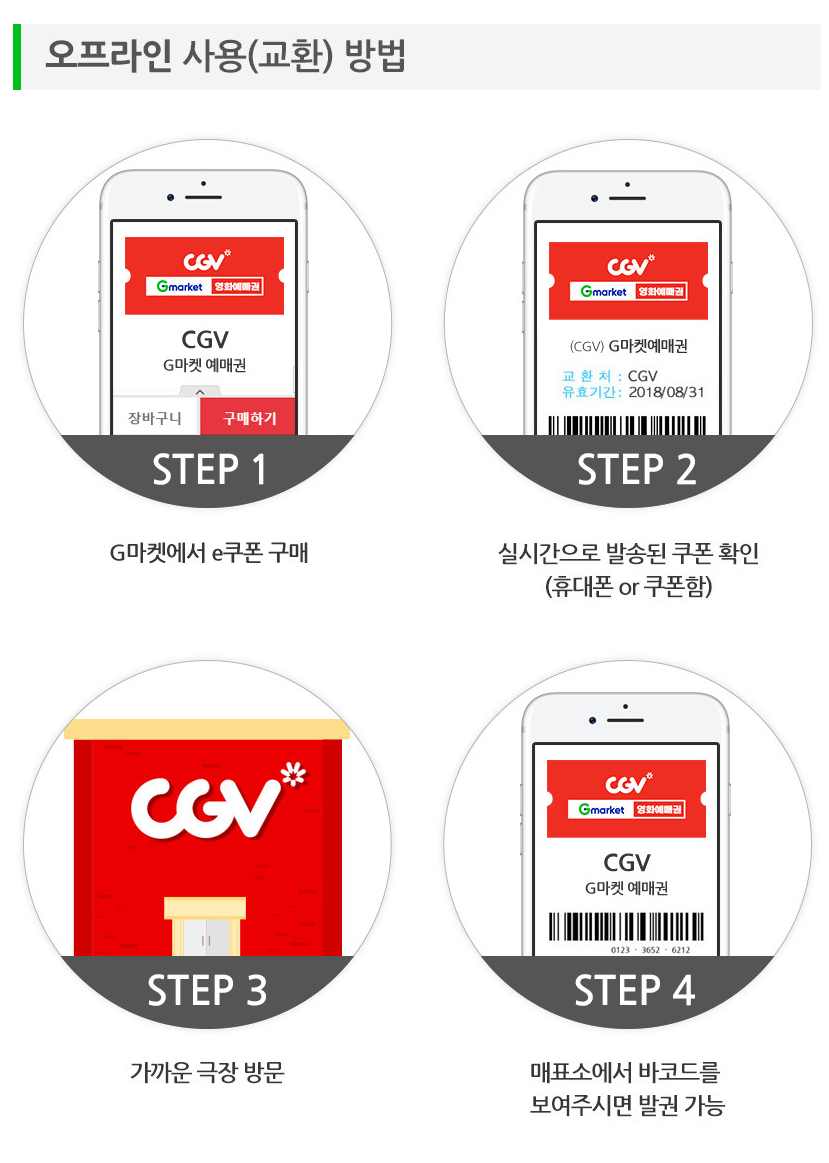 오프라인 사용(교환) 방법
CGV
Gmarket 영화예매권
CGV
G마켓 예매권
장바구니 구매하기
STEP 1
G마켓에서 e쿠폰 구매
CGV
Gmarket 영화예매권
(CGV) G마켓예매권
교 환 처 : CGV
유효기간 : 2018/08/31
STEP 2
실시간으로 발송된 쿠폰 확인
(휴대폰 or 쿠폰함)
CGV
STEP 3
가까운 극장 방문
CGV
Gmarket 영화예매권
CGV
G마켓 예매권
0123 - 3652 - 6212
STEP 4
매표소에서 바코드를
보여주시면 발권 가능